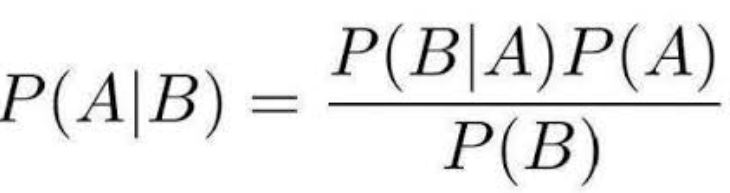 P(A|B) = P(B|A)P(A) / P(B)